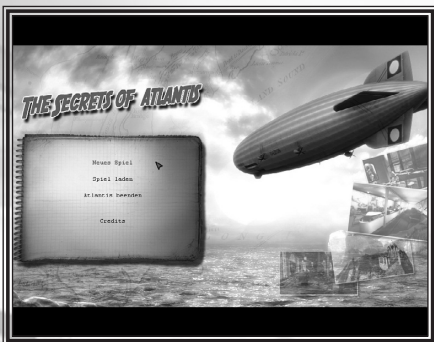 THE SECRETS OF ATLANTIS
Neues Spiel
Spiel laden
Atlantis beenden
Credits